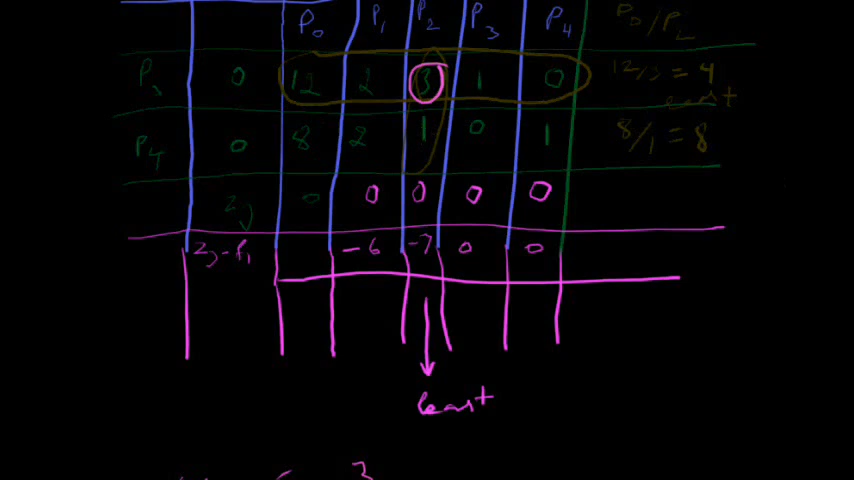 P₀ P₁ P₂ P₃ P₄ P₀/P₂
P₃ 0 12 2 3 1 0 12/3 = 4
least
P₄ 0 8 2 1 0 1 8/1 = 8
zj 0 0 0 0 0
-6 -7 0 0
least
3